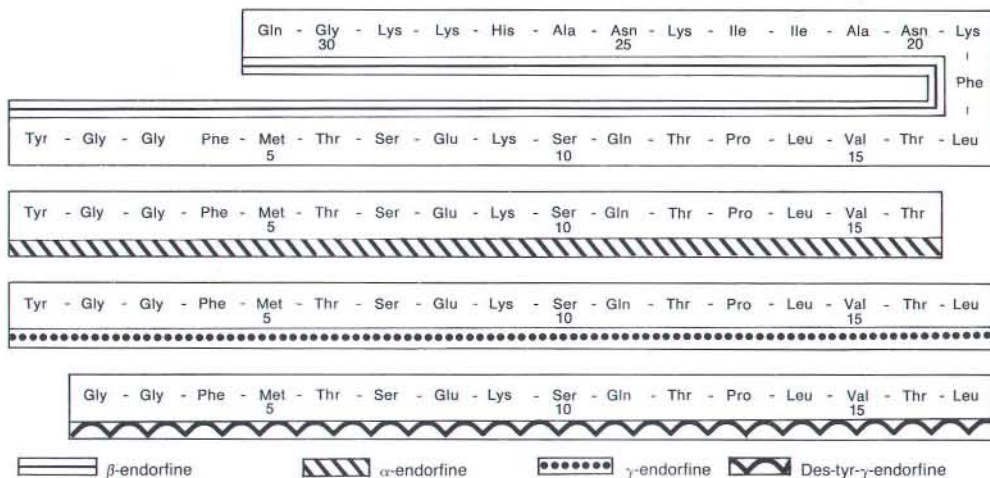 Gln - Gly - Lys - Lys - His - Ala - Asn - Lys - Ile - Ile - Ala - Asn - Lys
30 25 20
Phe
Tyr - Gly - Gly Pne - Met - Thr - Ser - Glu - Lys - Ser - Gln - Thr - Pro - Leu - Val - Thr - Leu
5 10 15
Tyr - Gly - Gly - Phe - Met - Thr - Ser - Glu - Lys - Ser - Gln - Thr - Pro - Leu - Val - Thr
5 10 15
Tyr - Gly - Gly - Phe - Met - Thr - Ser - Glu - Lys - Ser - Gln - Thr - Pro - Leu - Val - Thr - Leu
5 10 15
Gly - Gly - Phe - Met - Thr - Ser - Glu - Lys - Ser - Gln - Thr - Pro - Leu - Val - Thr - Leu
5 10 15
β-endorfine α-endorfine γ-endorfine Des-tyr-γ-endorfine